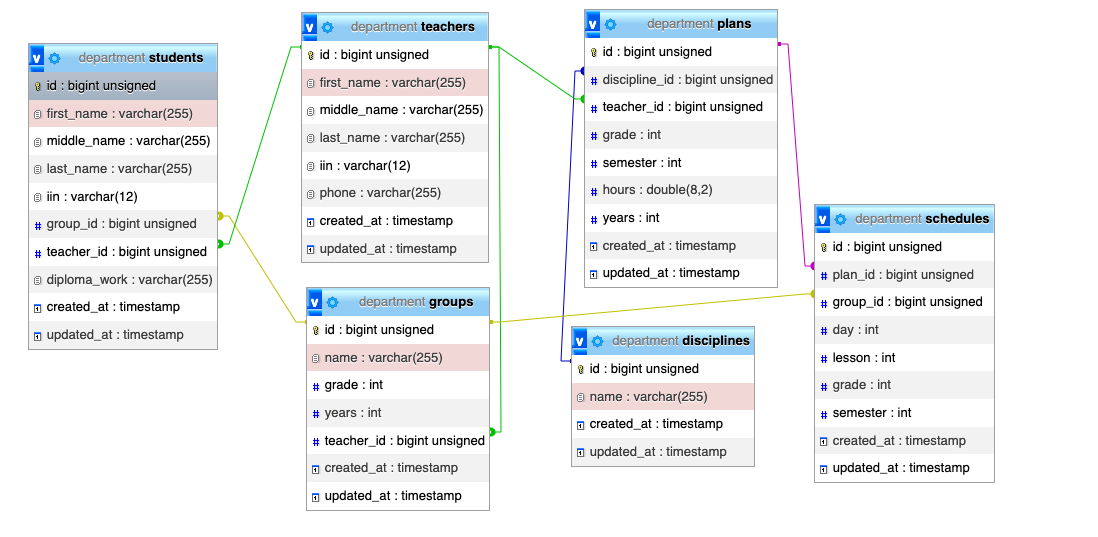 department students
id : bigint unsigned
first_name : varchar(255)
middle_name : varchar(255)
last_name : varchar(255)
iin : varchar(12)
group_id : bigint unsigned
teacher_id : bigint unsigned
diploma_work : varchar(255)
created_at : timestamp
updated_at : timestamp
department teachers
id : bigint unsigned
first_name : varchar(255)
middle_name : varchar(255)
last_name : varchar(255)
iin : varchar(12)
phone : varchar(255)
created_at : timestamp
updated_at : timestamp
department groups
id : bigint unsigned
name : varchar(255)
grade : int
years : int
teacher_id : bigint unsigned
created_at : timestamp
updated_at : timestamp
department plans
id : bigint unsigned
discipline_id : bigint unsigned
teacher_id : bigint unsigned
grade : int
semester : int
hours : double(8,2)
years : int
created_at : timestamp
updated_at : timestamp
department disciplines
id : bigint unsigned
name : varchar(255)
created_at : timestamp
updated_at : timestamp
department schedules
id : bigint unsigned
plan_id : bigint unsigned
group_id : bigint unsigned
day : int
lesson : int
grade : int
semester : int
created_at : timestamp
updated_at : timestamp